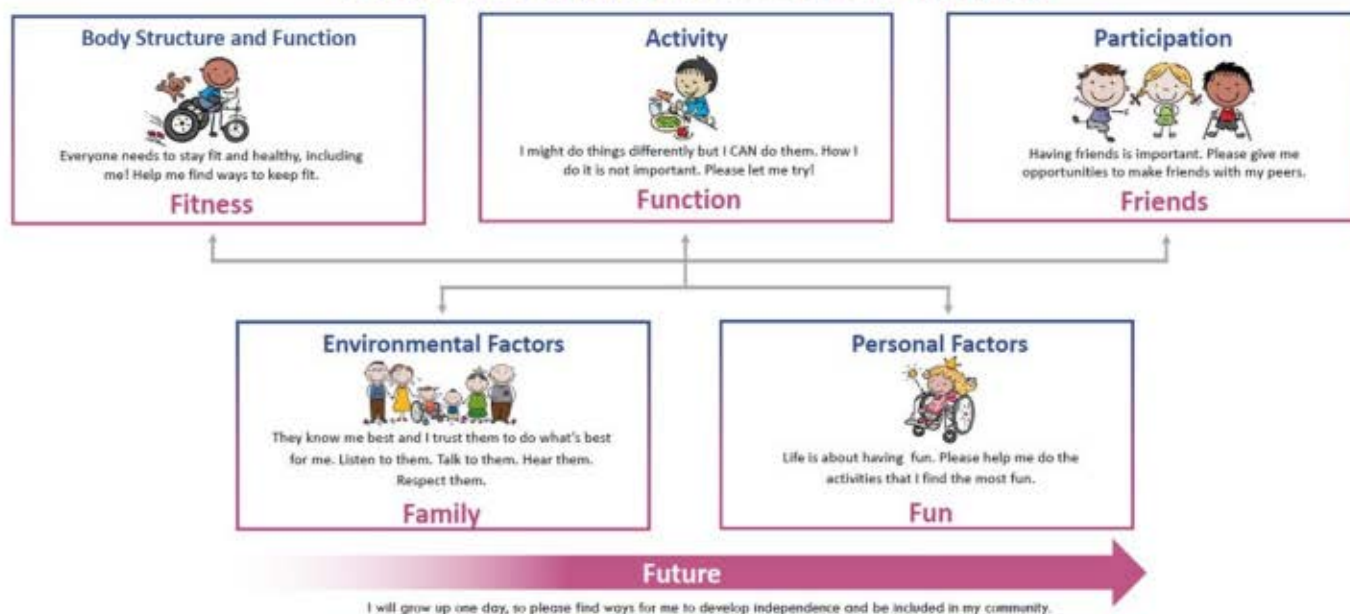 Body Structure and Function
Everyone needs to stay fit and healthy, including
me! Help me find ways to keep fit.
Fitness
Activity
I might do things differently but I CAN do them. How I
do it is not important. Please let me try!
Function
Participation
Having friends is important. Please give me
opportunities to make friends with my peers.
Friends
Environmental Factors
They know me best and I trust them to do what's best
for me. Listen to them. Talk to them. Hear them.
Respect them.
Family
Personal Factors
Life is about having fun. Please help me do the
activities that I find the most fun.
Fun
Future
I will grow up one day, so please find ways for me to develop independence and be included in my community.